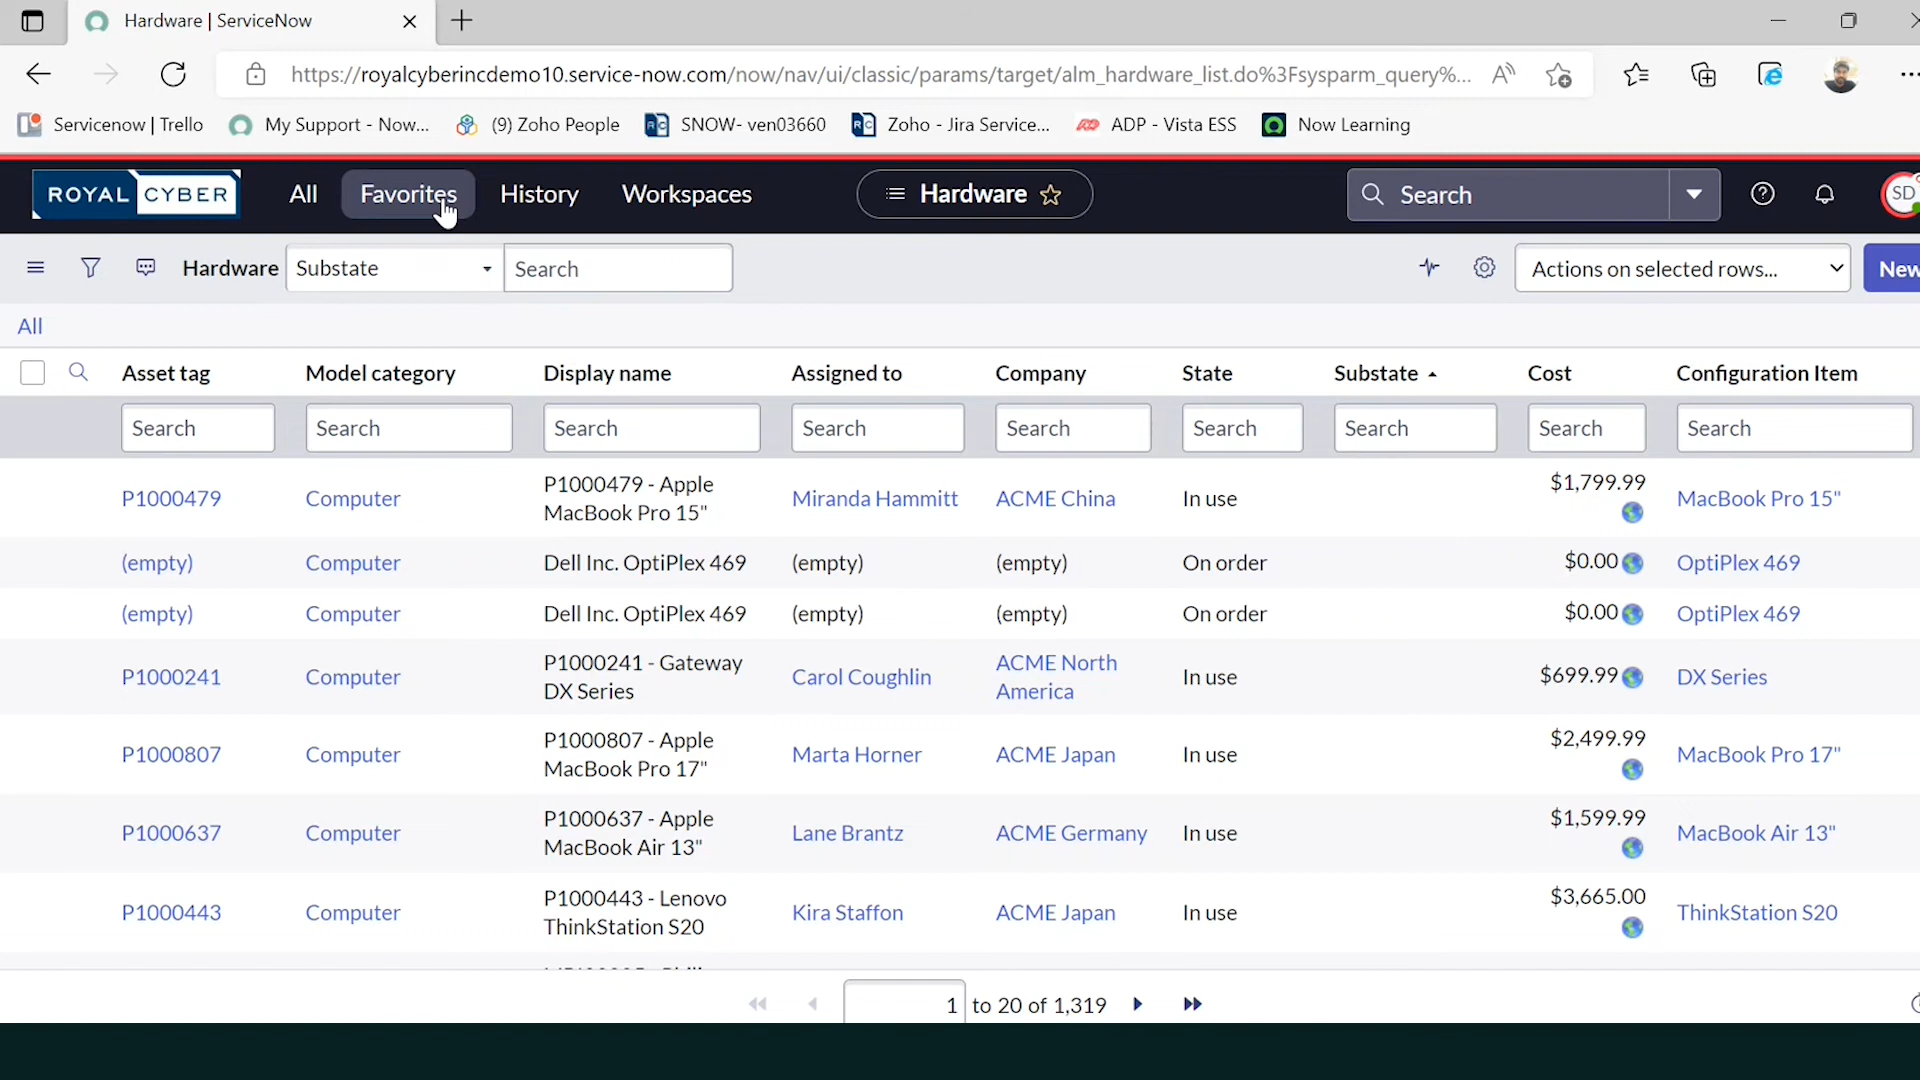 Hardware | ServiceNow
https://royalcyberincdemo10.service-now.com/now/nav/ui/classic/params/target/alm_hardware_list.do%3Fsysparm_query%...
Servicenow | Trello My Support - Now... (9) Zoho People SNOW- ven03660 Zoho - Jira Service... ADP - Vista ESS Now Learning
ROYAL CYBER All Favorites History Workspaces Hardware Search SD
Hardware Substate Search Actions on selected rows... New
All
Asset tag Model category Display name Assigned to Company State Substate Cost Configuration Item
Search Search Search Search Search Search Search Search Search
P1000479 Computer P1000479 - Apple MacBook Pro 15" Miranda Hammitt ACME China In use $1,799.99 MacBook Pro 15"
(empty) Computer Dell Inc. OptiPlex 469 (empty) (empty) On order $0.00 OptiPlex 469
(empty) Computer Dell Inc. OptiPlex 469 (empty) (empty) On order $0.00 OptiPlex 469
P1000241 Computer P1000241 - Gateway DX Series Carol Coughlin ACME North America In use $699.99 DX Series
P1000807 Computer P1000807 - Apple MacBook Pro 17" Marta Horner ACME Japan In use $2,499.99 MacBook Pro 17"
P1000637 Computer P1000637 - Apple MacBook Air 13" Lane Brantz ACME Germany In use $1,599.99 MacBook Air 13"
P1000443 Computer P1000443 - Lenovo ThinkStation S20 Kira Staffon ACME Japan In use $3,665.00 ThinkStation S20
1 to 20 of 1,319